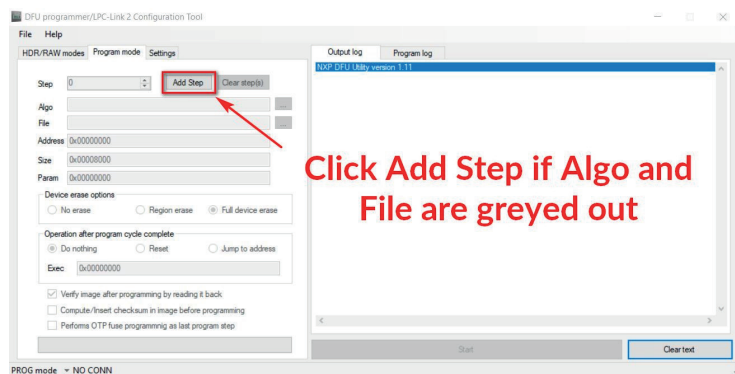 DFU programmer/LPC-Link 2 Configuration Tool
File Help
HDR/RAW modes Program mode Settings
Step 0 Add Step Clear step(s)
Algo ...
File ...
Address 0x00000000
Size 0x00008000
Param 0x00000000
Device erase options
No erase Region erase Full device erase
Operation after program cycle complete
Do nothing Reset Jump to address
Exec 0x00000000
Verify image after programming by reading it back
Compute/Insert checksum in image before programming
Performs OTP fuse programmnig as last program step
Output log Program log
NXP DFU Utility version 1.11
Click Add Step if Algo and
File are greyed out
Start Clear text
PROG mode NO CONN